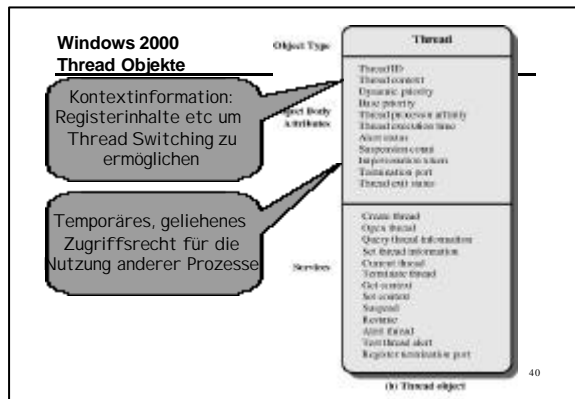 Windows 2000
Thread Objekte
Kontextinformation:
Registerinhalte etc um
Thread Switching zu
ermöglichen
Temporäres, geliehenes
Zugriffsrecht für die
Nutzung anderer Prozesse
Object Type
Thread
ject Body
Attributes
Thread ID
Thread context
Dynamic priority
Base priority
Thread processor affinity
Thread execution time
Alert status
Suspension count
Impersonation token
Termination port
Thread exit status
Services
Create thread
Open thread
Query thread information
Set thread information
Current thread
Terminate thread
Get context
Set context
Suspend
Resume
Alert thread
Test thread alert
Register termination port
(b) Thread object
40